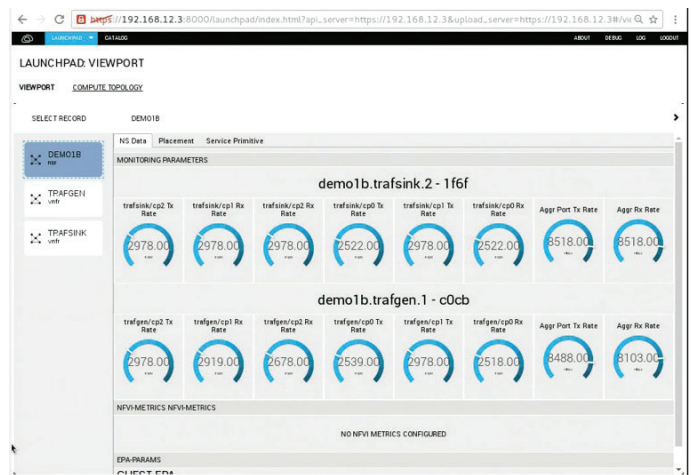 https://192.168.12.3:8000/launchpad/index.html?api_server=https://192.168.12.3&upload_server=https://192.168.12.3#/vi
LAUNCHPAD CATALOG ABOUT DEBUG LOG LOGOUT
LAUNCHPAD: VIEWPORT
VIEWPORT COMPUTE TOPOLOGY
SELECT RECORD DEMO1B
NS Data Placement Service Primitive
DEMO1B
nsr
TRAFGEN
vnfr
TRAFSINK
vnfr
MONITORING PARAMETERS
demo1b.trafsink.2 - 1f6f
trafsink/cp2 Tx Rate trafsink/cp1 Rx Rate trafsink/cp2 Rx Rate trafsink/cp0 Tx Rate trafsink/cp1 Tx Rate trafsink/cp0 Rx Rate Aggr Port Tx Rate Aggr Rx Rate
2978.00 2978.00 2978.00 2522.00 2978.00 2522.00 8518.00 8518.00
demo1b.trafgen.1 - c0cb
trafgen/cp2 Tx Rate trafgen/cp1 Rx Rate trafgen/cp2 Rx Rate trafgen/cp0 Tx Rate trafgen/cp1 Tx Rate trafgen/cp0 Rx Rate Aggr Port Tx Rate Aggr Rx Rate
2978.00 2919.00 2678.00 2539.00 2978.00 2518.00 8488.00 8103.00
NFVI-METRICS NFVI-METRICS
NO NFVI METRICS CONFIGURED
EPA-PARAMS
GUEST EPA